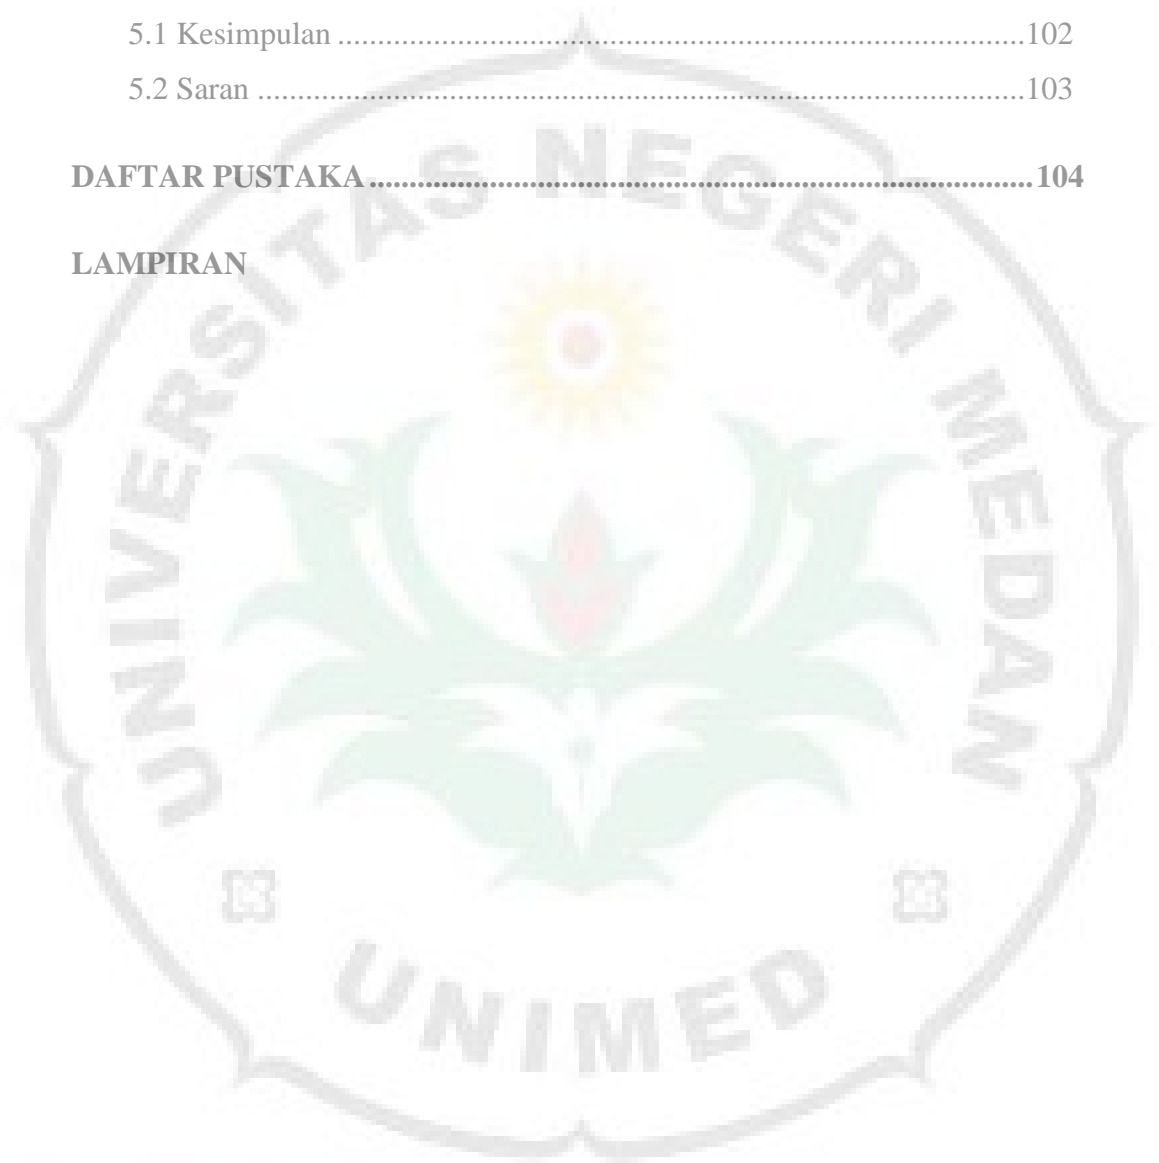 5.1 Kesimpulan ........................................................................102
5.2 Saran ................................................................................103
DAFTAR PUSTAKA..................................................................... 104
LAMPIRAN
UNIVERSITAS NEGERI MEDAN
UNIMED